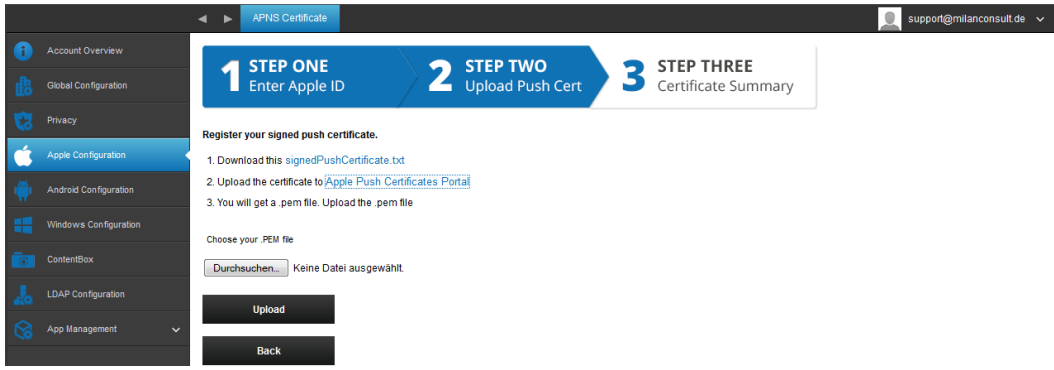 APNS Certificate
support@milanconsult.de
Account Overview
Global Configuration
Privacy
Apple Configuration
Android Configuration
Windows Configuration
ContentBox
LDAP Configuration
App Management
1 STEP ONE
Enter Apple ID
2 STEP TWO
Upload Push Cert
3 STEP THREE
Certificate Summary
Register your signed push certificate.
1. Download this signedPushCertificate.txt
2. Upload the certificate to Apple Push Certificates Portal
3. You will get a .pem file. Upload the .pem file
Choose your .PEM file
Durchsuchen... Keine Datei ausgewählt.
Upload
Back